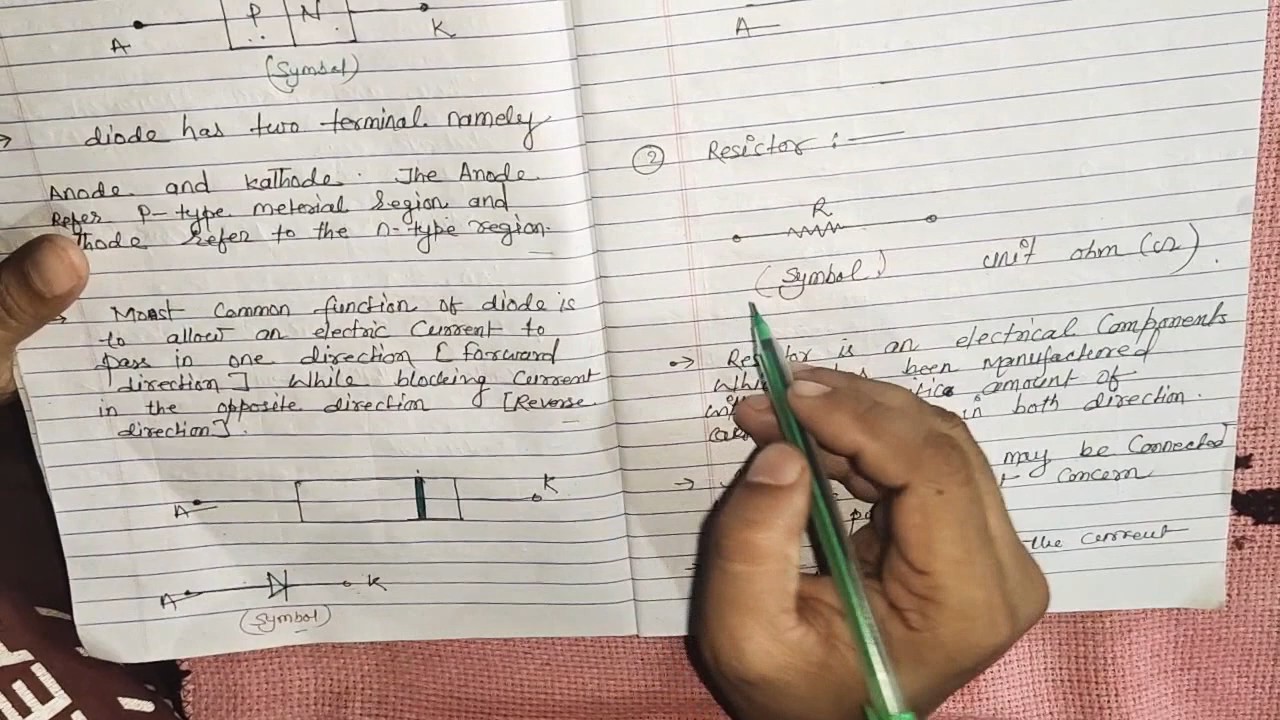 P N
A K
(Symbol)
→ diode has two terminal namely
Anode and Kathode. The Anode
Refer P-type meterial region and
thode refer to the n-type region.
→ Most Common function of diode is
to allow an electric Current to
pass in one direction [forward
direction] While blocking Current
in the opposite direction [Reverse
direction].
A K
A K
(Symbol)
A
② Resistor :—
R
(Symbol) unit ohm (Ω).
→ Resistor is an electrical Components
been Manufactured
amount of
in both direction.
→ may be Connected
Concern
the current